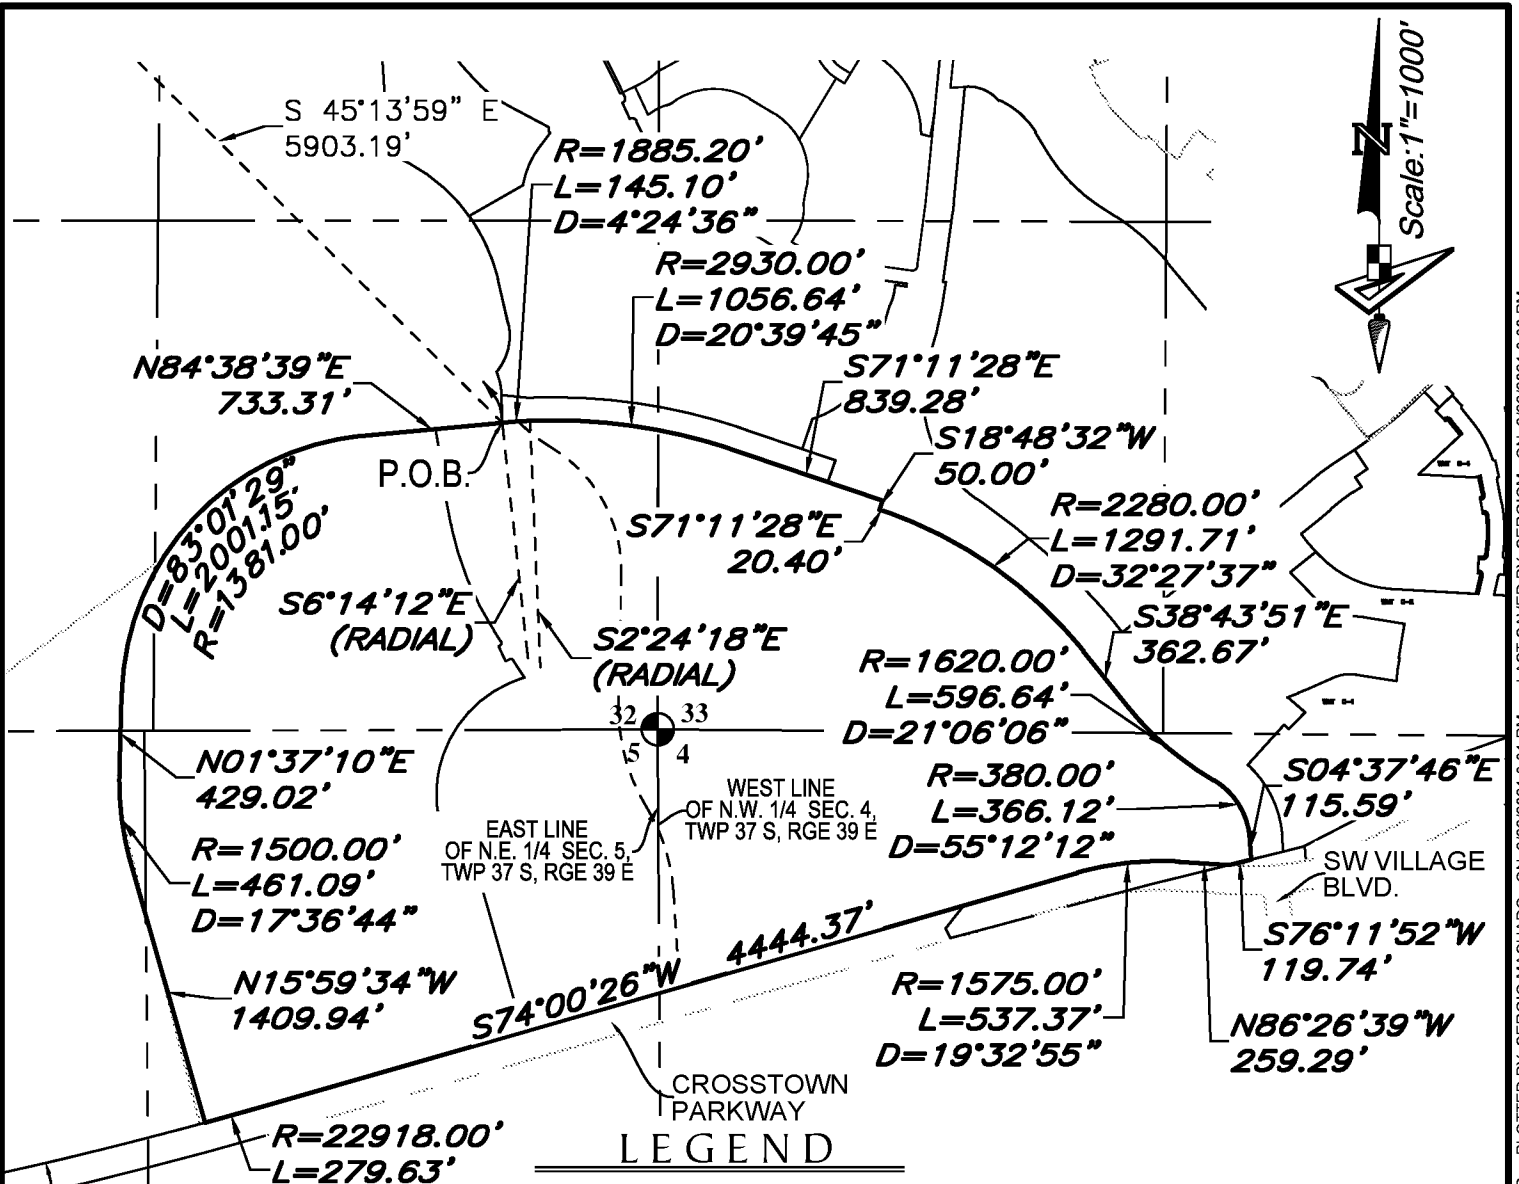 S 45°13'59" E
5903.19'
R=1885.20'
L=145.10'
D=4°24'36"
R=2930.00'
L=1056.64'
D=20°39'45"
N
Scale:1"=1000'
N84°38'39"E
733.31'
S71°11'28"E
839.28'
P.O.B.
S18°48'32"W
50.00'
D=83°01'29"
L=2001.15'
R=1381.00'
S71°11'28"E
20.40'
R=2280.00'
L=1291.71'
D=32°27'37"
S6°14'12"E
(RADIAL)
S2°24'18"E
(RADIAL)
S38°43'51"E
362.67'
R=1620.00'
L=596.64'
D=21°06'06"
32 33
5 4
N01°37'10"E
429.02'
WEST LINE
OF N.W. 1/4 SEC. 4,
TWP 37 S, RGE 39 E
R=380.00'
L=366.12'
D=55°12'12"
S04°37'46"E
115.59'
EAST LINE
OF N.E. 1/4 SEC. 5,
TWP 37 S, RGE 39 E
R=1500.00'
L=461.09'
D=17°36'44"
SW VILLAGE
BLVD.
S76°11'52"W
119.74'
4444.37'
S74°00'26"W
N15°59'34"W
1409.94'
R=1575.00'
L=537.37'
D=19°32'55"
N86°26'39"W
259.29'
CROSSTOWN
PARKWAY
R=22918.00'
L=279.63'
LEGEND